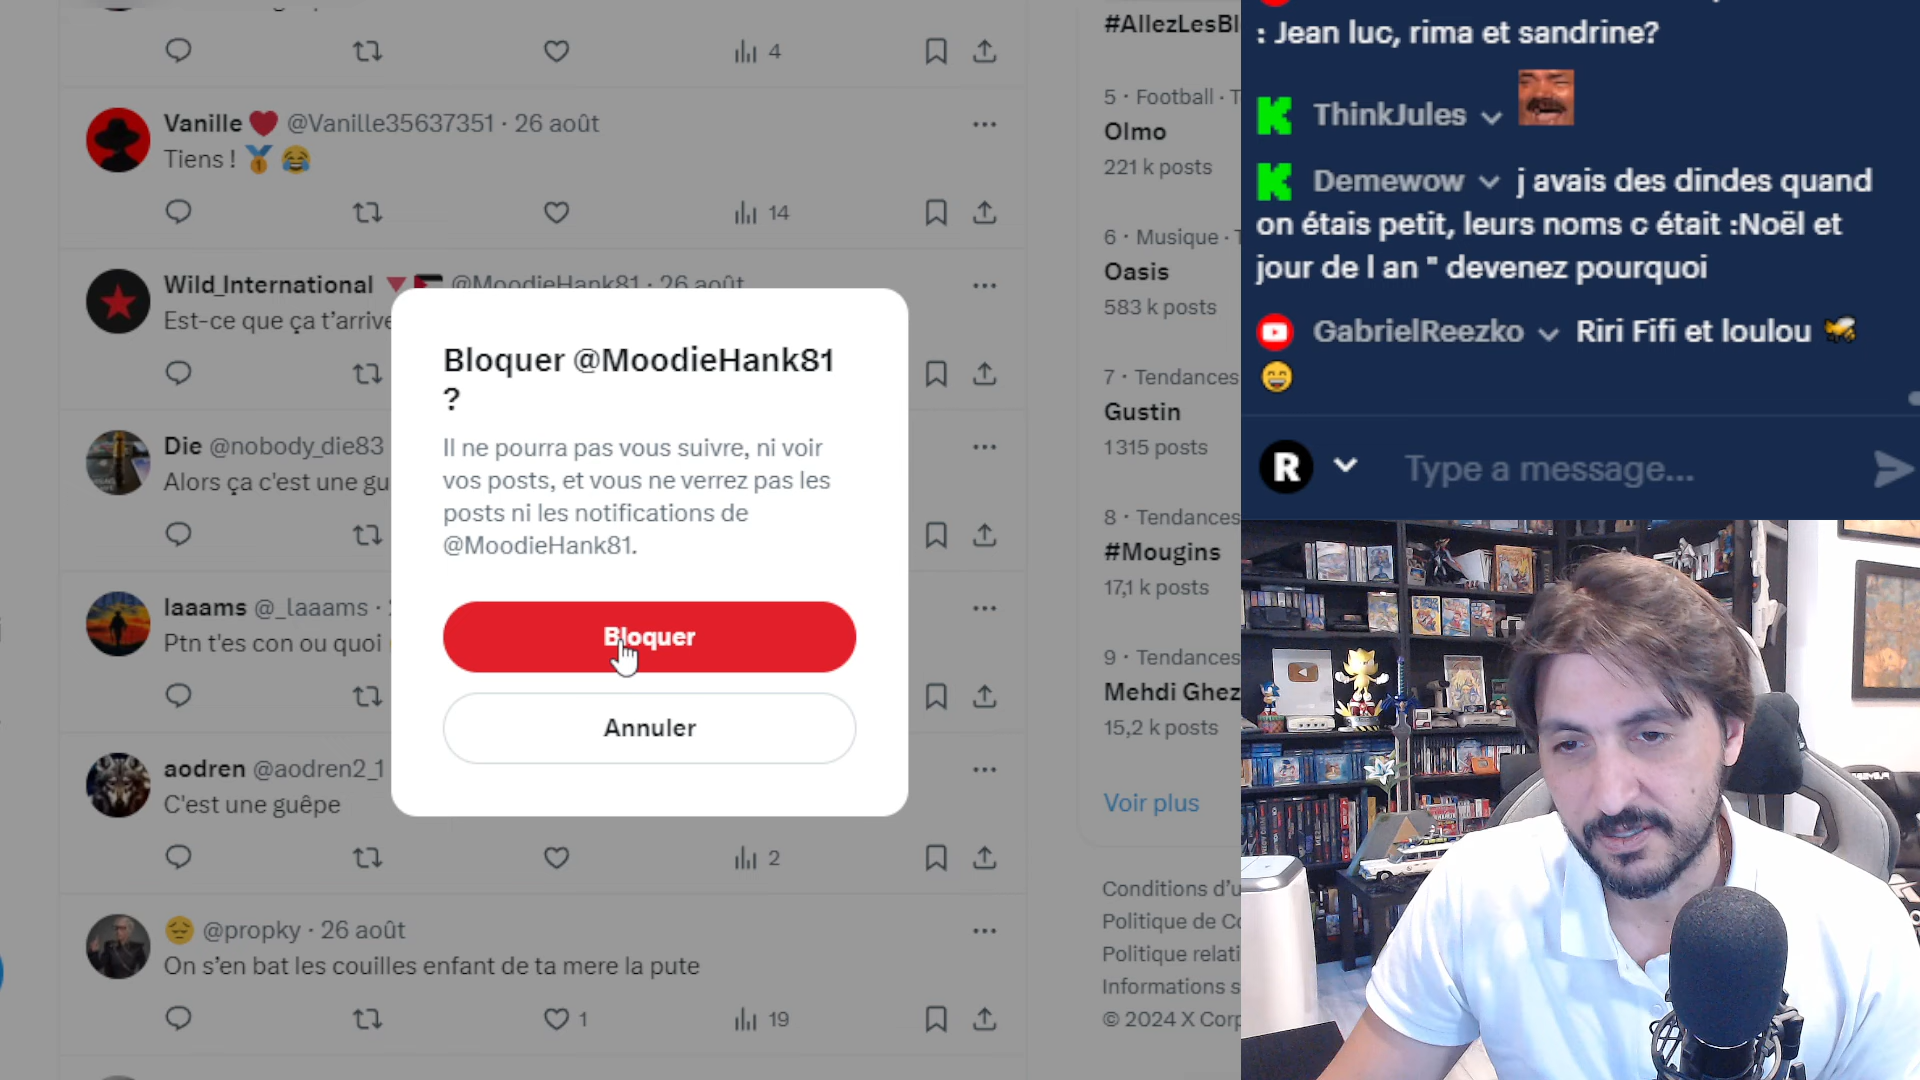 4
Vanille @Vanille35637351 · 26 août
Tiens !
14
Wild_International @MoodieHank81 · 26 août
Est-ce que ça t’arrive
Die @nobody_die83
Alors ça c'est une gu
laaams @_laaams ·
Ptn t'es con ou quoi
aodren @aodren2_1
C'est une guêpe
2
@propky · 26 août
On s’en bat les couilles enfant de ta mere la pute
1
19
Bloquer @MoodieHank81
?
Il ne pourra pas vous suivre, ni voir
vos posts, et vous ne verrez pas les
posts ni les notifications de
@MoodieHank81.
Bloquer
Annuler
#AllezLesBl
5 · Football · T
Olmo
221 k posts
6 · Musique · T
Oasis
583 k posts
7 · Tendances
Gustin
1 315 posts
8 · Tendances
#Mougins
17,1 k posts
9 · Tendances
Mehdi Ghez
15,2 k posts
Voir plus
Conditions d’u
Politique de Co
Politique relati
Informations s
© 2024 X Corp
: Jean luc, rima et sandrine?
ThinkJules
Demewow j avais des dindes quand
on étais petit, leurs noms c était :Noël et
jour de l an " devenez pourquoi
GabrielReezko Riri Fifi et loulou
R
Type a message...